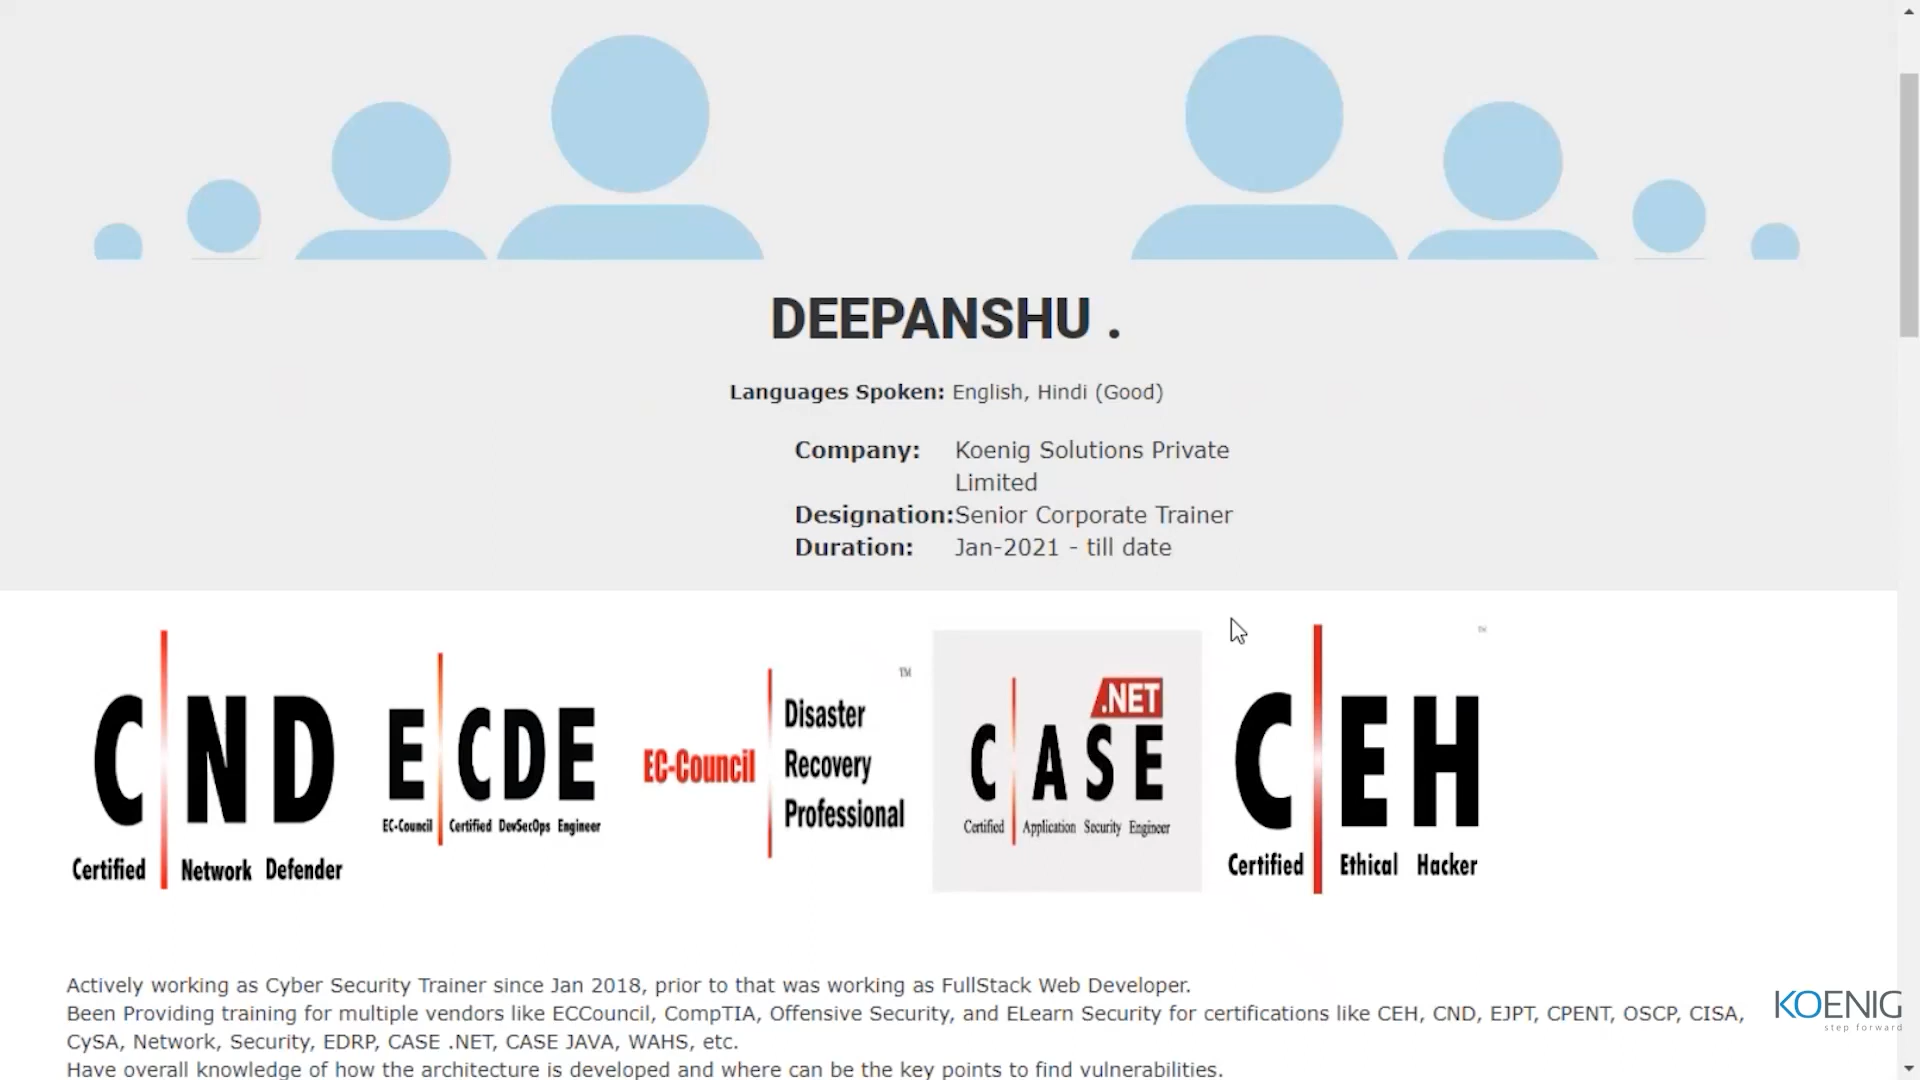 DEEPANSHU .
Languages Spoken: English, Hindi (Good)
Company: Koenig Solutions Private
Limited
Designation:Senior Corporate Trainer
Duration: Jan-2021 - till date
C ND
Certified Network Defender
E CDE
EC-Council Certified DevSecOps Engineer
EC-Council
Disaster
Recovery
Professional
TM
.NET
C ASE
Certified Application Security Engineer
TM
C EH
Certified Ethical Hacker
Actively working as Cyber Security Trainer since Jan 2018, prior to that was working as FullStack Web Developer.
Been Providing training for multiple vendors like ECCouncil, CompTIA, Offensive Security, and ELearn Security for certifications like CEH, CND, EJPT, CPENT, OSCP, CISA,
CySA, Network, Security, EDRP, CASE .NET, CASE JAVA, WAHS, etc.
Have overall knowledge of how the architecture is developed and where can be the key points to find vulnerabilities.
KOENIG
step forward